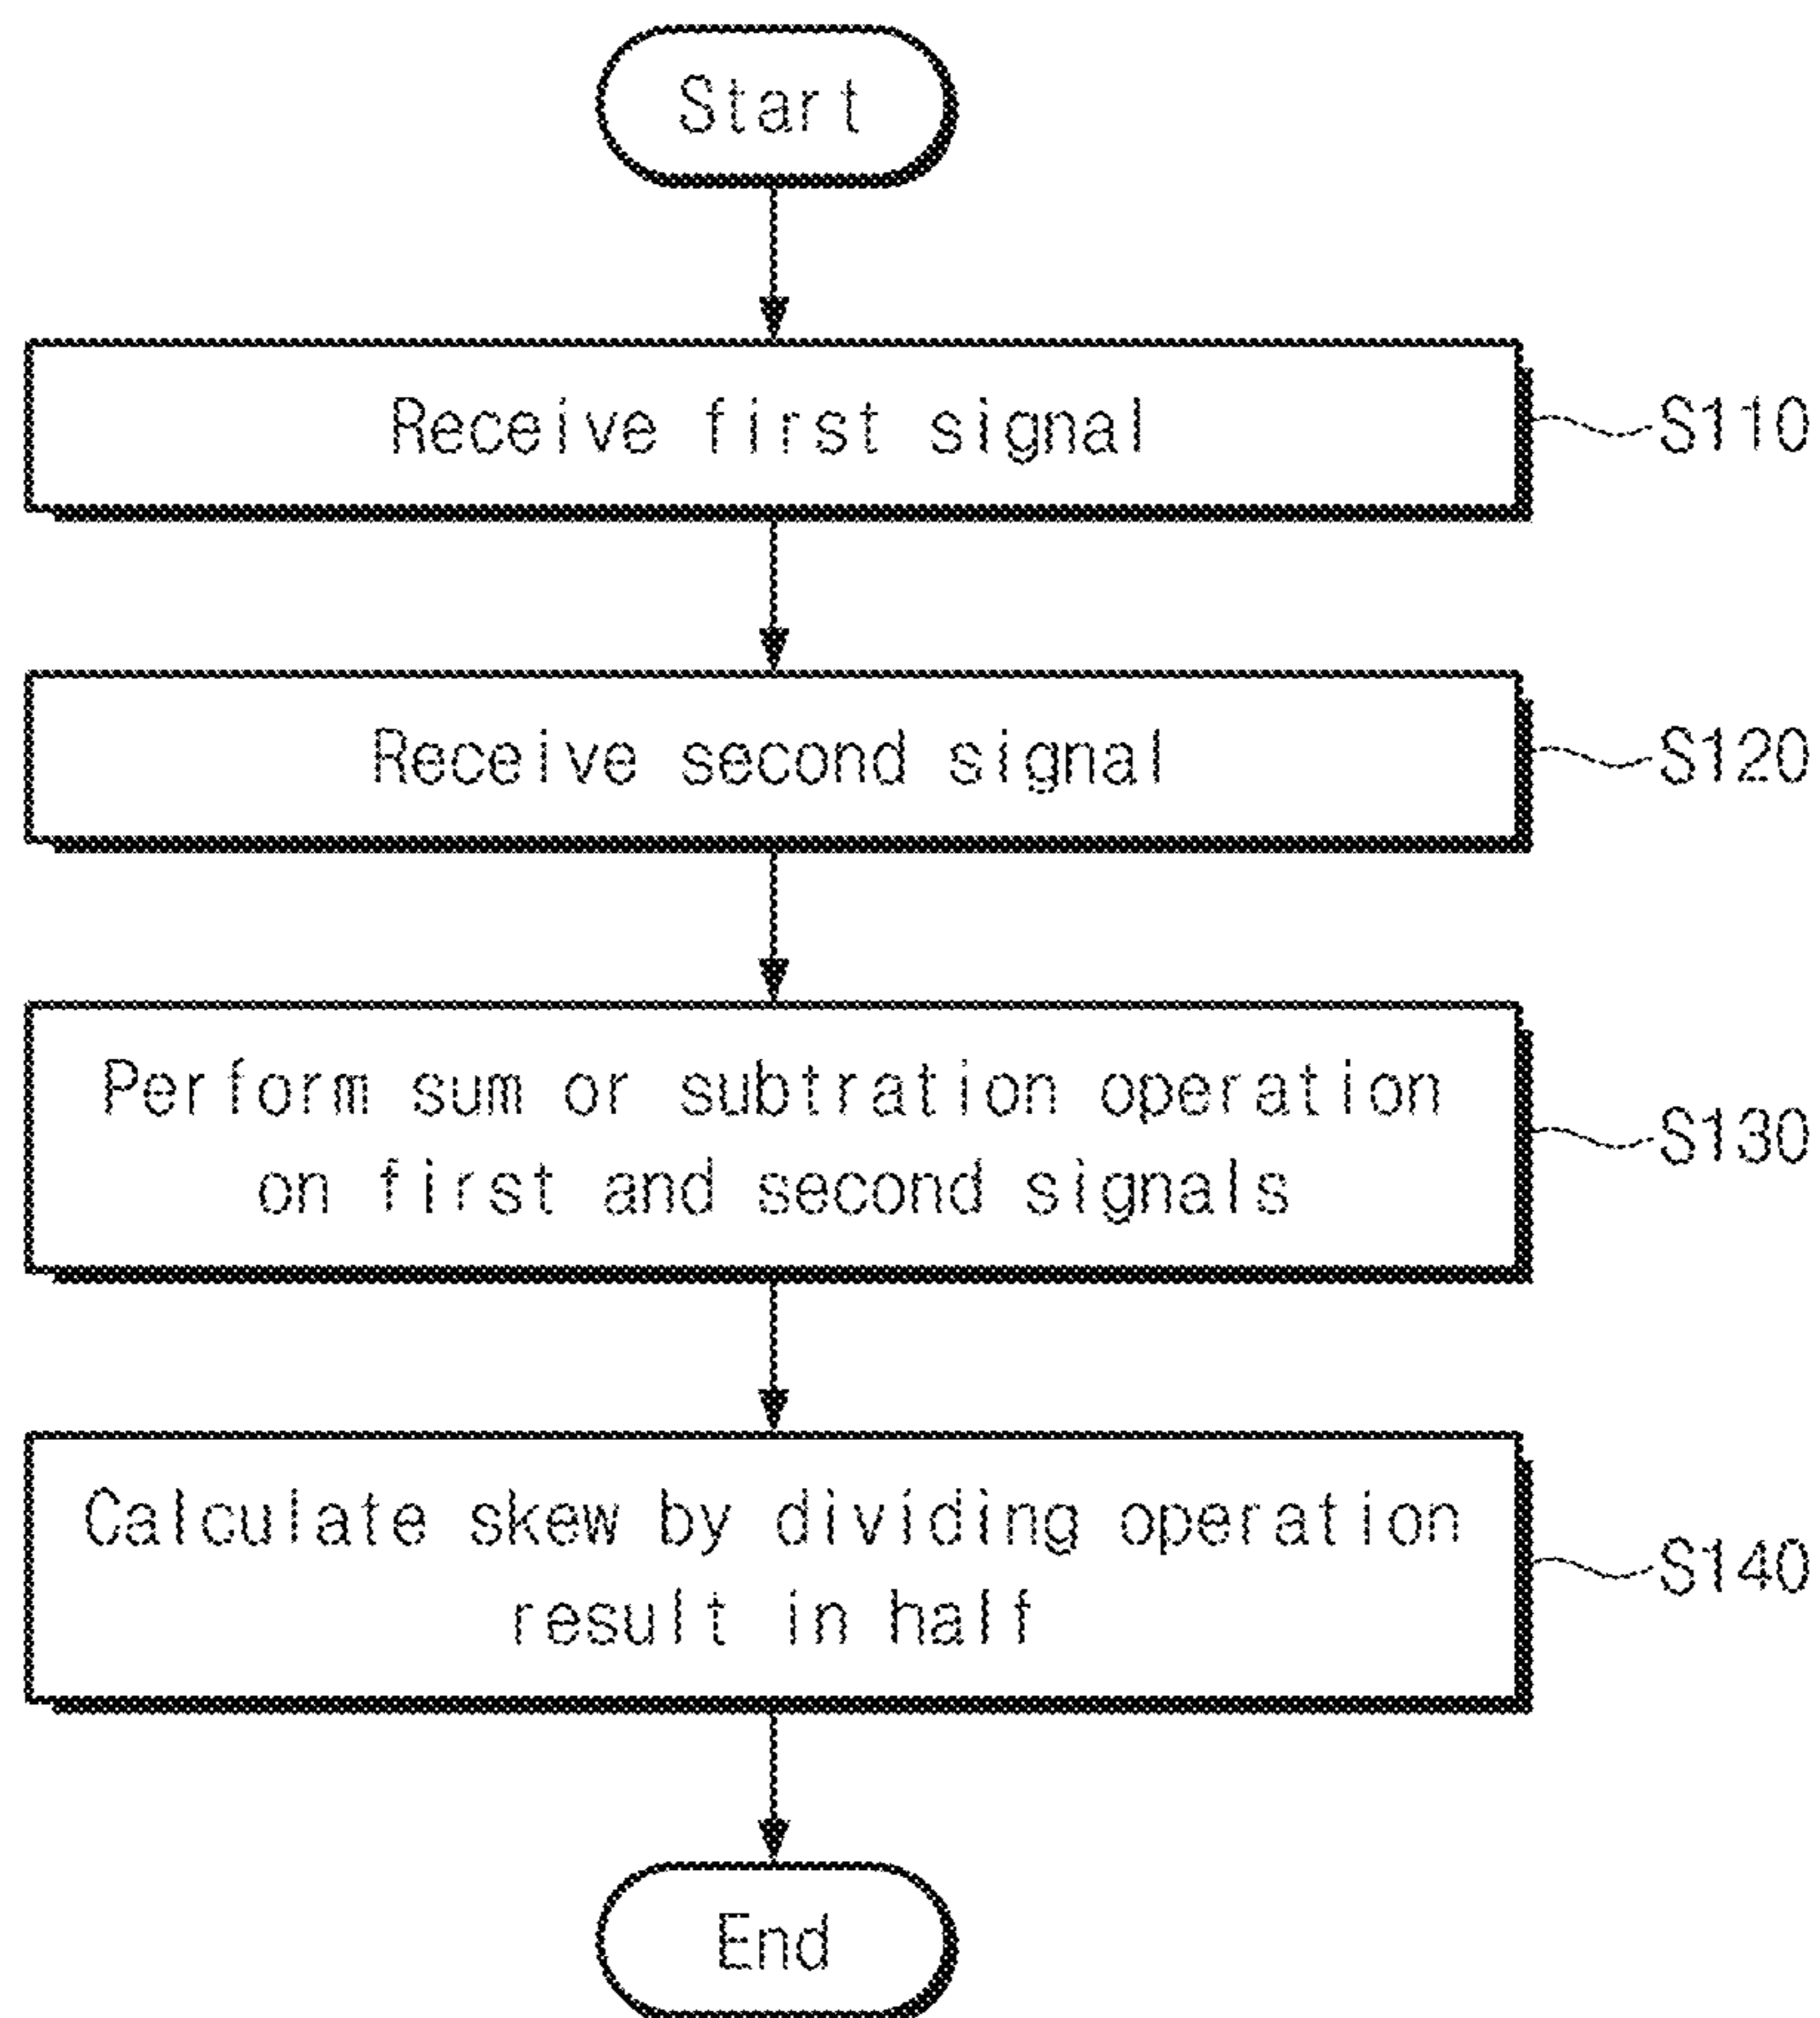 Start
Receive first signal
S110
Receive second signal
S120
Perform sum or subtration operation
on first and second signals
S130
Calculate skew by dividing operation
result in half
S140
End